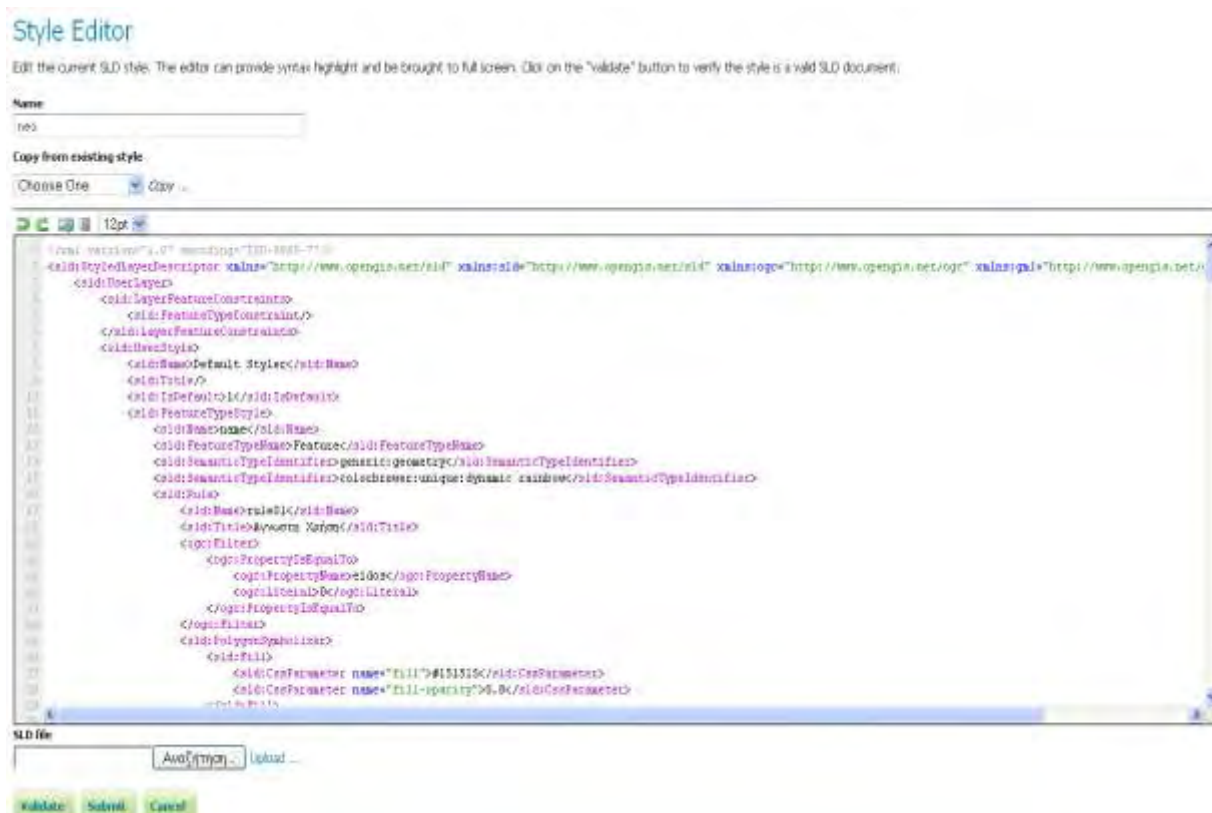 Style Editor
Edit the current SLD style. The editor can provide syntax highlight and be brought to full screen. Click on the "validate" button to verify the style is a valid SLD document.
Name
neo
Copy from existing style
Choose One Copy ...
12pt
<?xml version="1.0" encoding="ISO-8859-7"?>
<sld:StyledLayerDescriptor xmlns="http://www.opengis.net/sld" xmlns:sld="http://www.opengis.net/sld" xmlns:ogc="http://www.opengis.net/ogc" xmlns:gml="http://www.opengis.net/
<sld:UserLayer>
<sld:LayerFeatureConstraints>
<sld:FeatureTypeConstraint/>
</sld:LayerFeatureConstraints>
<sld:UserStyle>
<sld:Name>Default Styler</sld:Name>
<sld:Title/>
<sld:IsDefault>1</sld:IsDefault>
<sld:FeatureTypeStyle>
<sld:Name>name</sld:Name>
<sld:FeatureTypeName>Feature</sld:FeatureTypeName>
<sld:SemanticTypeIdentifier>generic:geometry</sld:SemanticTypeIdentifier>
<sld:SemanticTypeIdentifier>colorbrewer:unique:dynamic rainbow</sld:SemanticTypeIdentifier>
<sld:Rule>
<sld:Name>rule01</sld:Name>
<sld:Title>Άγνωστη Χρήση</sld:Title>
<ogc:Filter>
<ogc:PropertyIsEqualTo>
<ogc:PropertyName>eidos</ogc:PropertyName>
<ogc:Literal>0</ogc:Literal>
</ogc:PropertyIsEqualTo>
</ogc:Filter>
<sld:PolygonSymbolizer>
<sld:Fill>
<sld:CssParameter name="fill">#151515</sld:CssParameter>
<sld:CssParameter name="fill-opacity">0.8</sld:CssParameter>
</sld:Fill>
SLD file
Αναζήτηση... Upload ...
Validate Submit Cancel